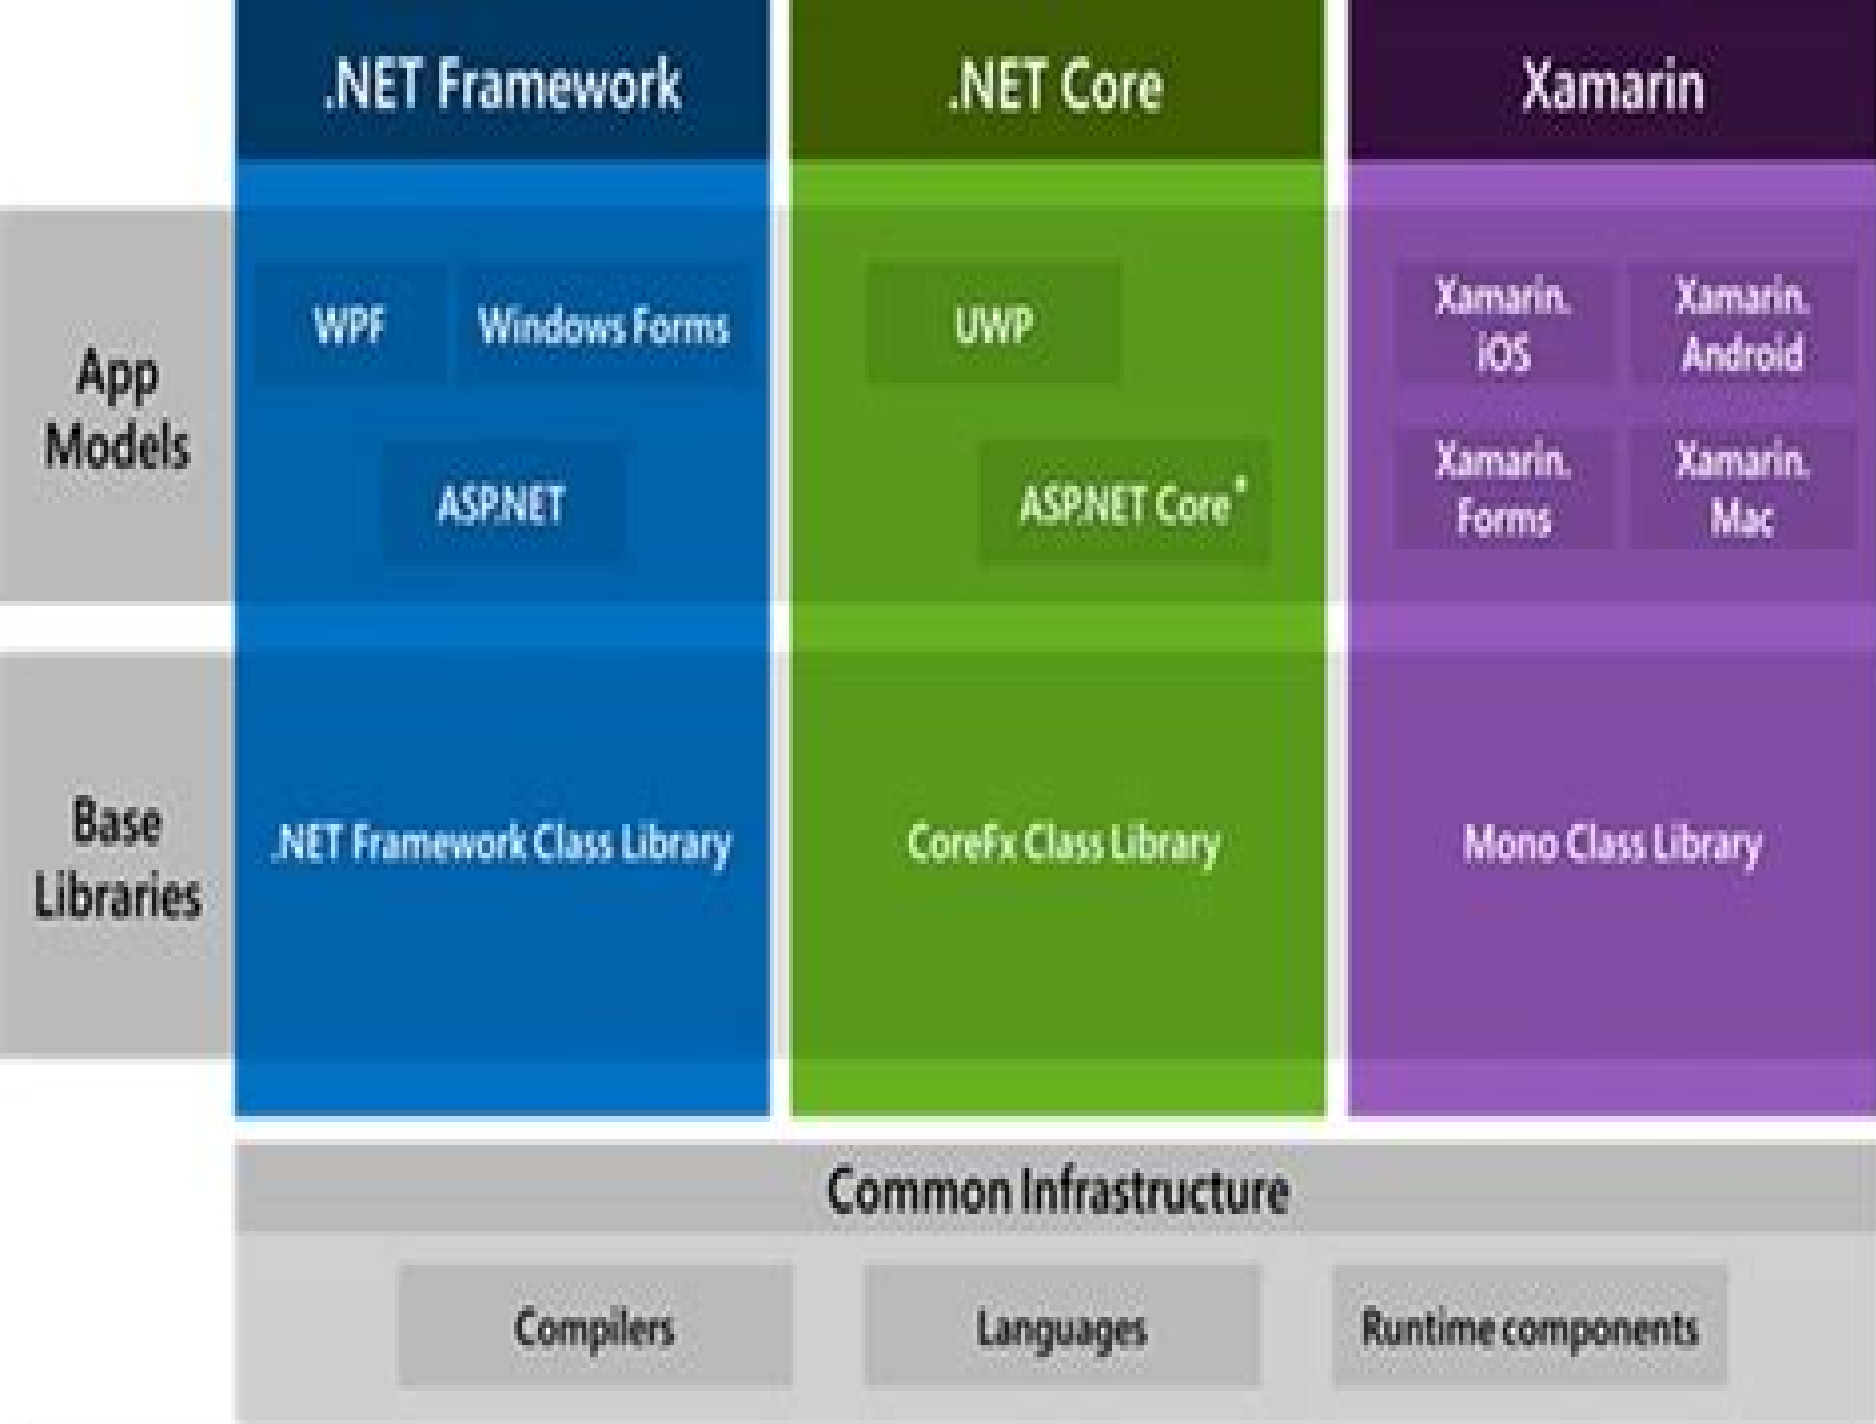 .NET Framework
.NET Core
Xamarin
App
Models
WPF
Windows Forms
ASP.NET
UWP
ASP.NET Core*
Xamarin.
iOS
Xamarin.
Android
Xamarin.
Forms
Xamarin.
Mac
Base
Libraries
.NET Framework Class Library
CoreFx Class Library
Mono Class Library
Common Infrastructure
Compilers
Languages
Runtime components